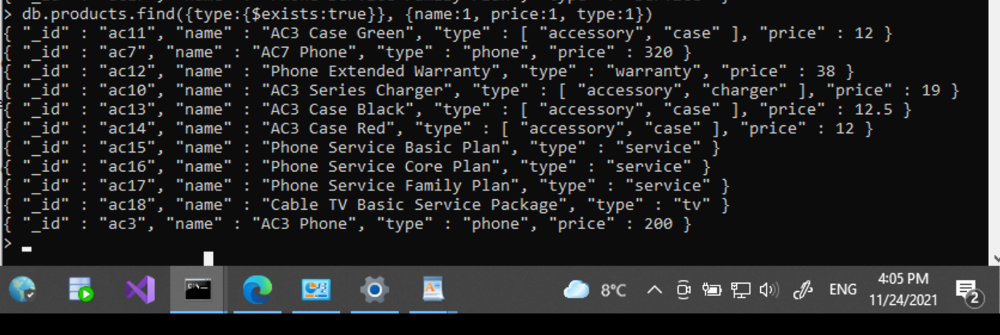 > db.products.find({type:{$exists:true}}, {name:1, price:1, type:1})
{ "_id" : "ac11", "name" : "AC3 Case Green", "type" : [ "accessory", "case" ], "price" : 12 }
{ "_id" : "ac7", "name" : "AC7 Phone", "type" : "phone", "price" : 320 }
{ "_id" : "ac12", "name" : "Phone Extended Warranty", "type" : "warranty", "price" : 38 }
{ "_id" : "ac10", "name" : "AC3 Series Charger", "type" : [ "accessory", "charger" ], "price" : 19 }
{ "_id" : "ac13", "name" : "AC3 Case Black", "type" : [ "accessory", "case" ], "price" : 12.5 }
{ "_id" : "ac14", "name" : "AC3 Case Red", "type" : [ "accessory", "case" ], "price" : 12 }
{ "_id" : "ac15", "name" : "Phone Service Basic Plan", "type" : "service" }
{ "_id" : "ac16", "name" : "Phone Service Core Plan", "type" : "service" }
{ "_id" : "ac17", "name" : "Phone Service Family Plan", "type" : "service" }
{ "_id" : "ac18", "name" : "Cable TV Basic Service Package", "type" : "tv" }
{ "_id" : "ac3", "name" : "AC3 Phone", "type" : "phone", "price" : 200 }
>
8°C
ENG
4:05 PM
11/24/2021
2